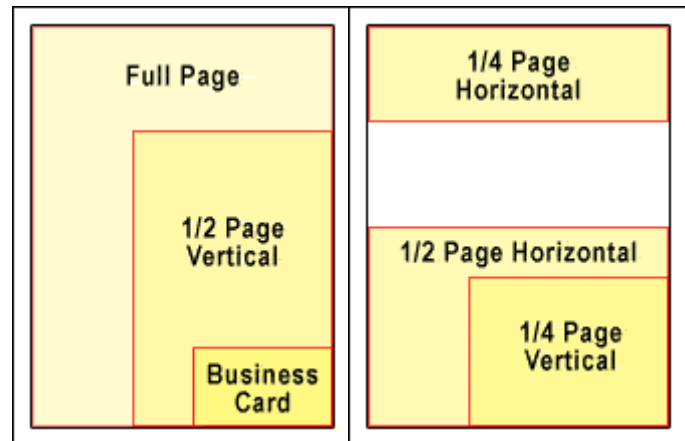 Full Page
1/2 Page
Vertical
Business
Card
1/4 Page
Horizontal
1/2 Page Horizontal
1/4 Page
Vertical